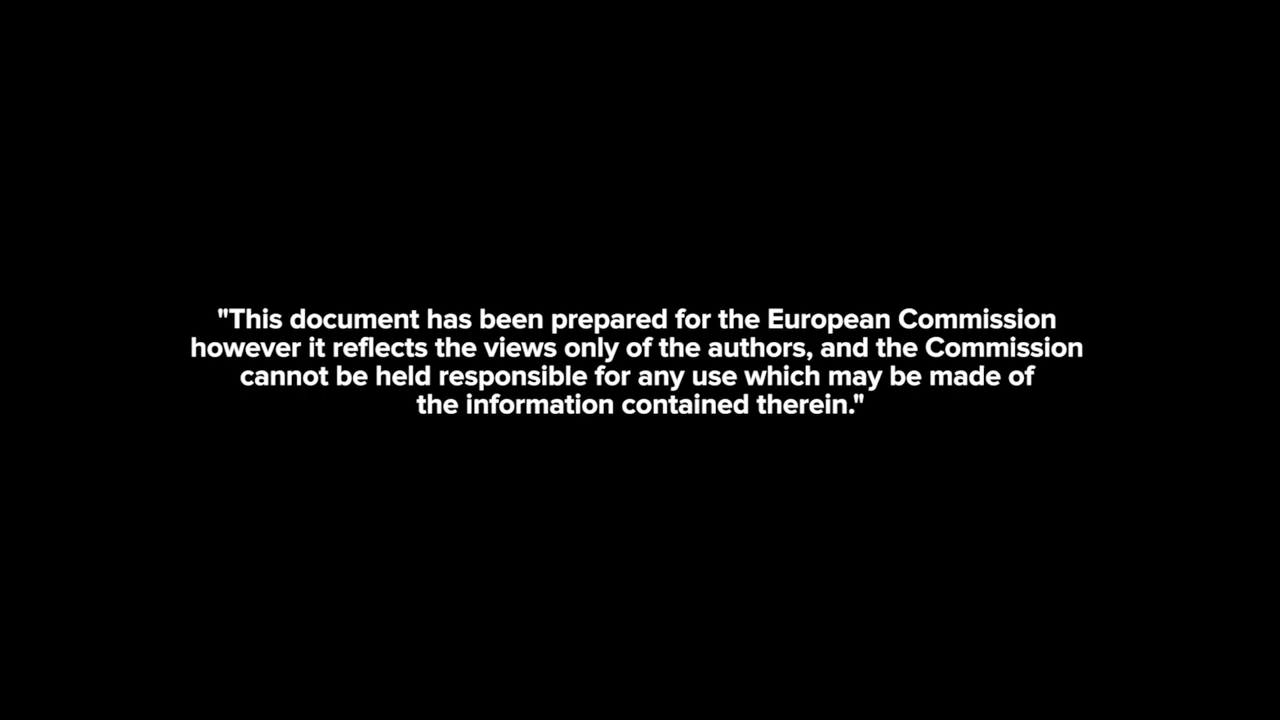 "This document has been prepared for the European Commission
however it reflects the views only of the authors, and the Commission
cannot be held responsible for any use which may be made of
the information contained therein."